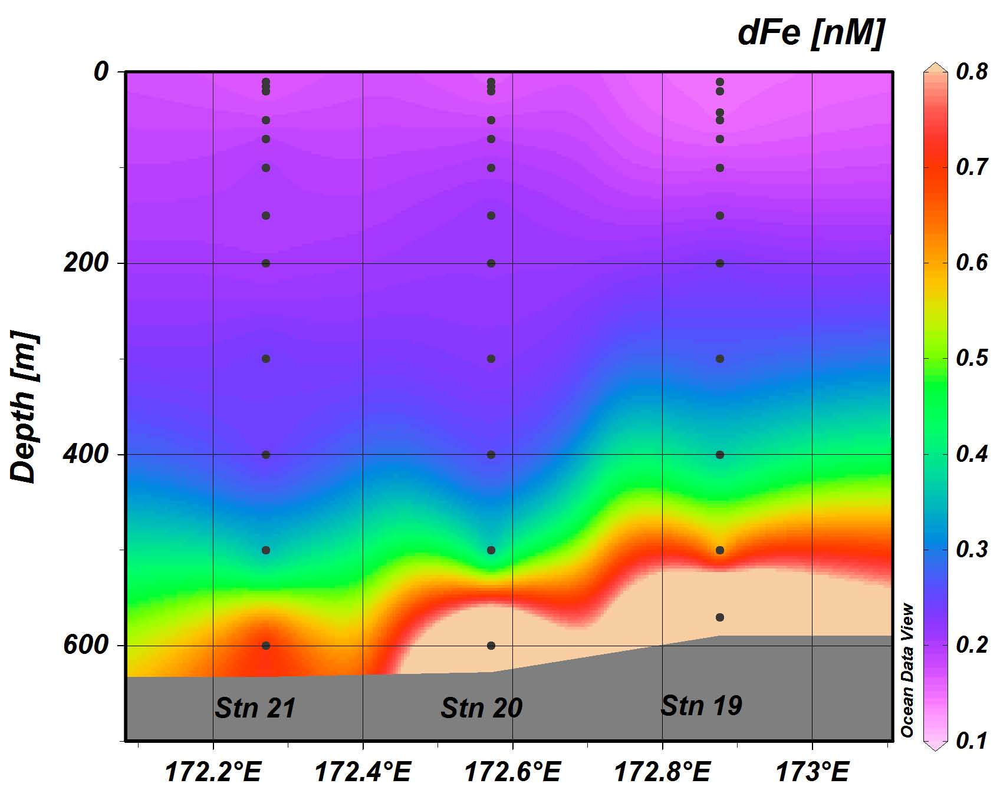 dFe [nM]
0
200
400
600
Depth [m]
Stn 21
Stn 20
Stn 19
172.2°E
172.4°E
172.6°E
172.8°E
173°E
Ocean Data View
0.8
0.7
0.6
0.5
0.4
0.3
0.2
0.1